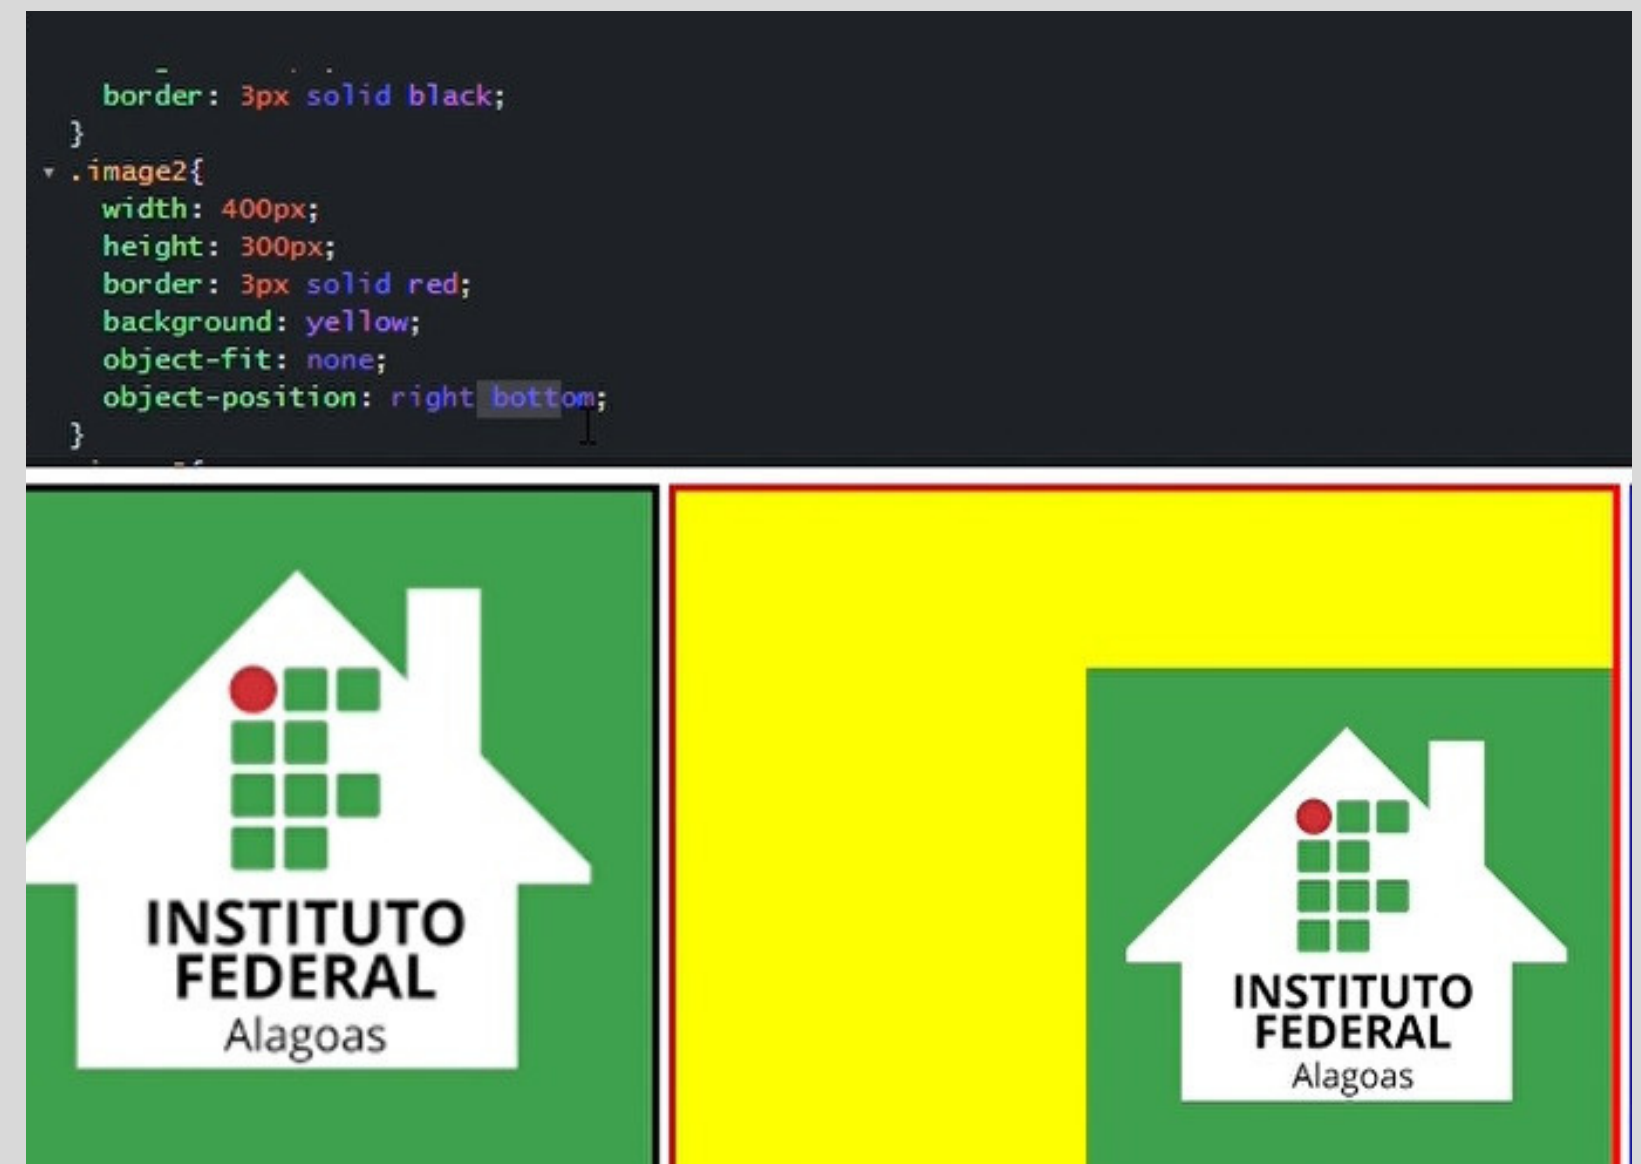 border: 3px solid black;
}
.image2{
width: 400px;
height: 300px;
border: 3px solid red;
background: yellow;
object-fit: none;
object-position: right bottom;
}
INSTITUTO
FEDERAL
Alagoas
INSTITUTO
FEDERAL
Alagoas